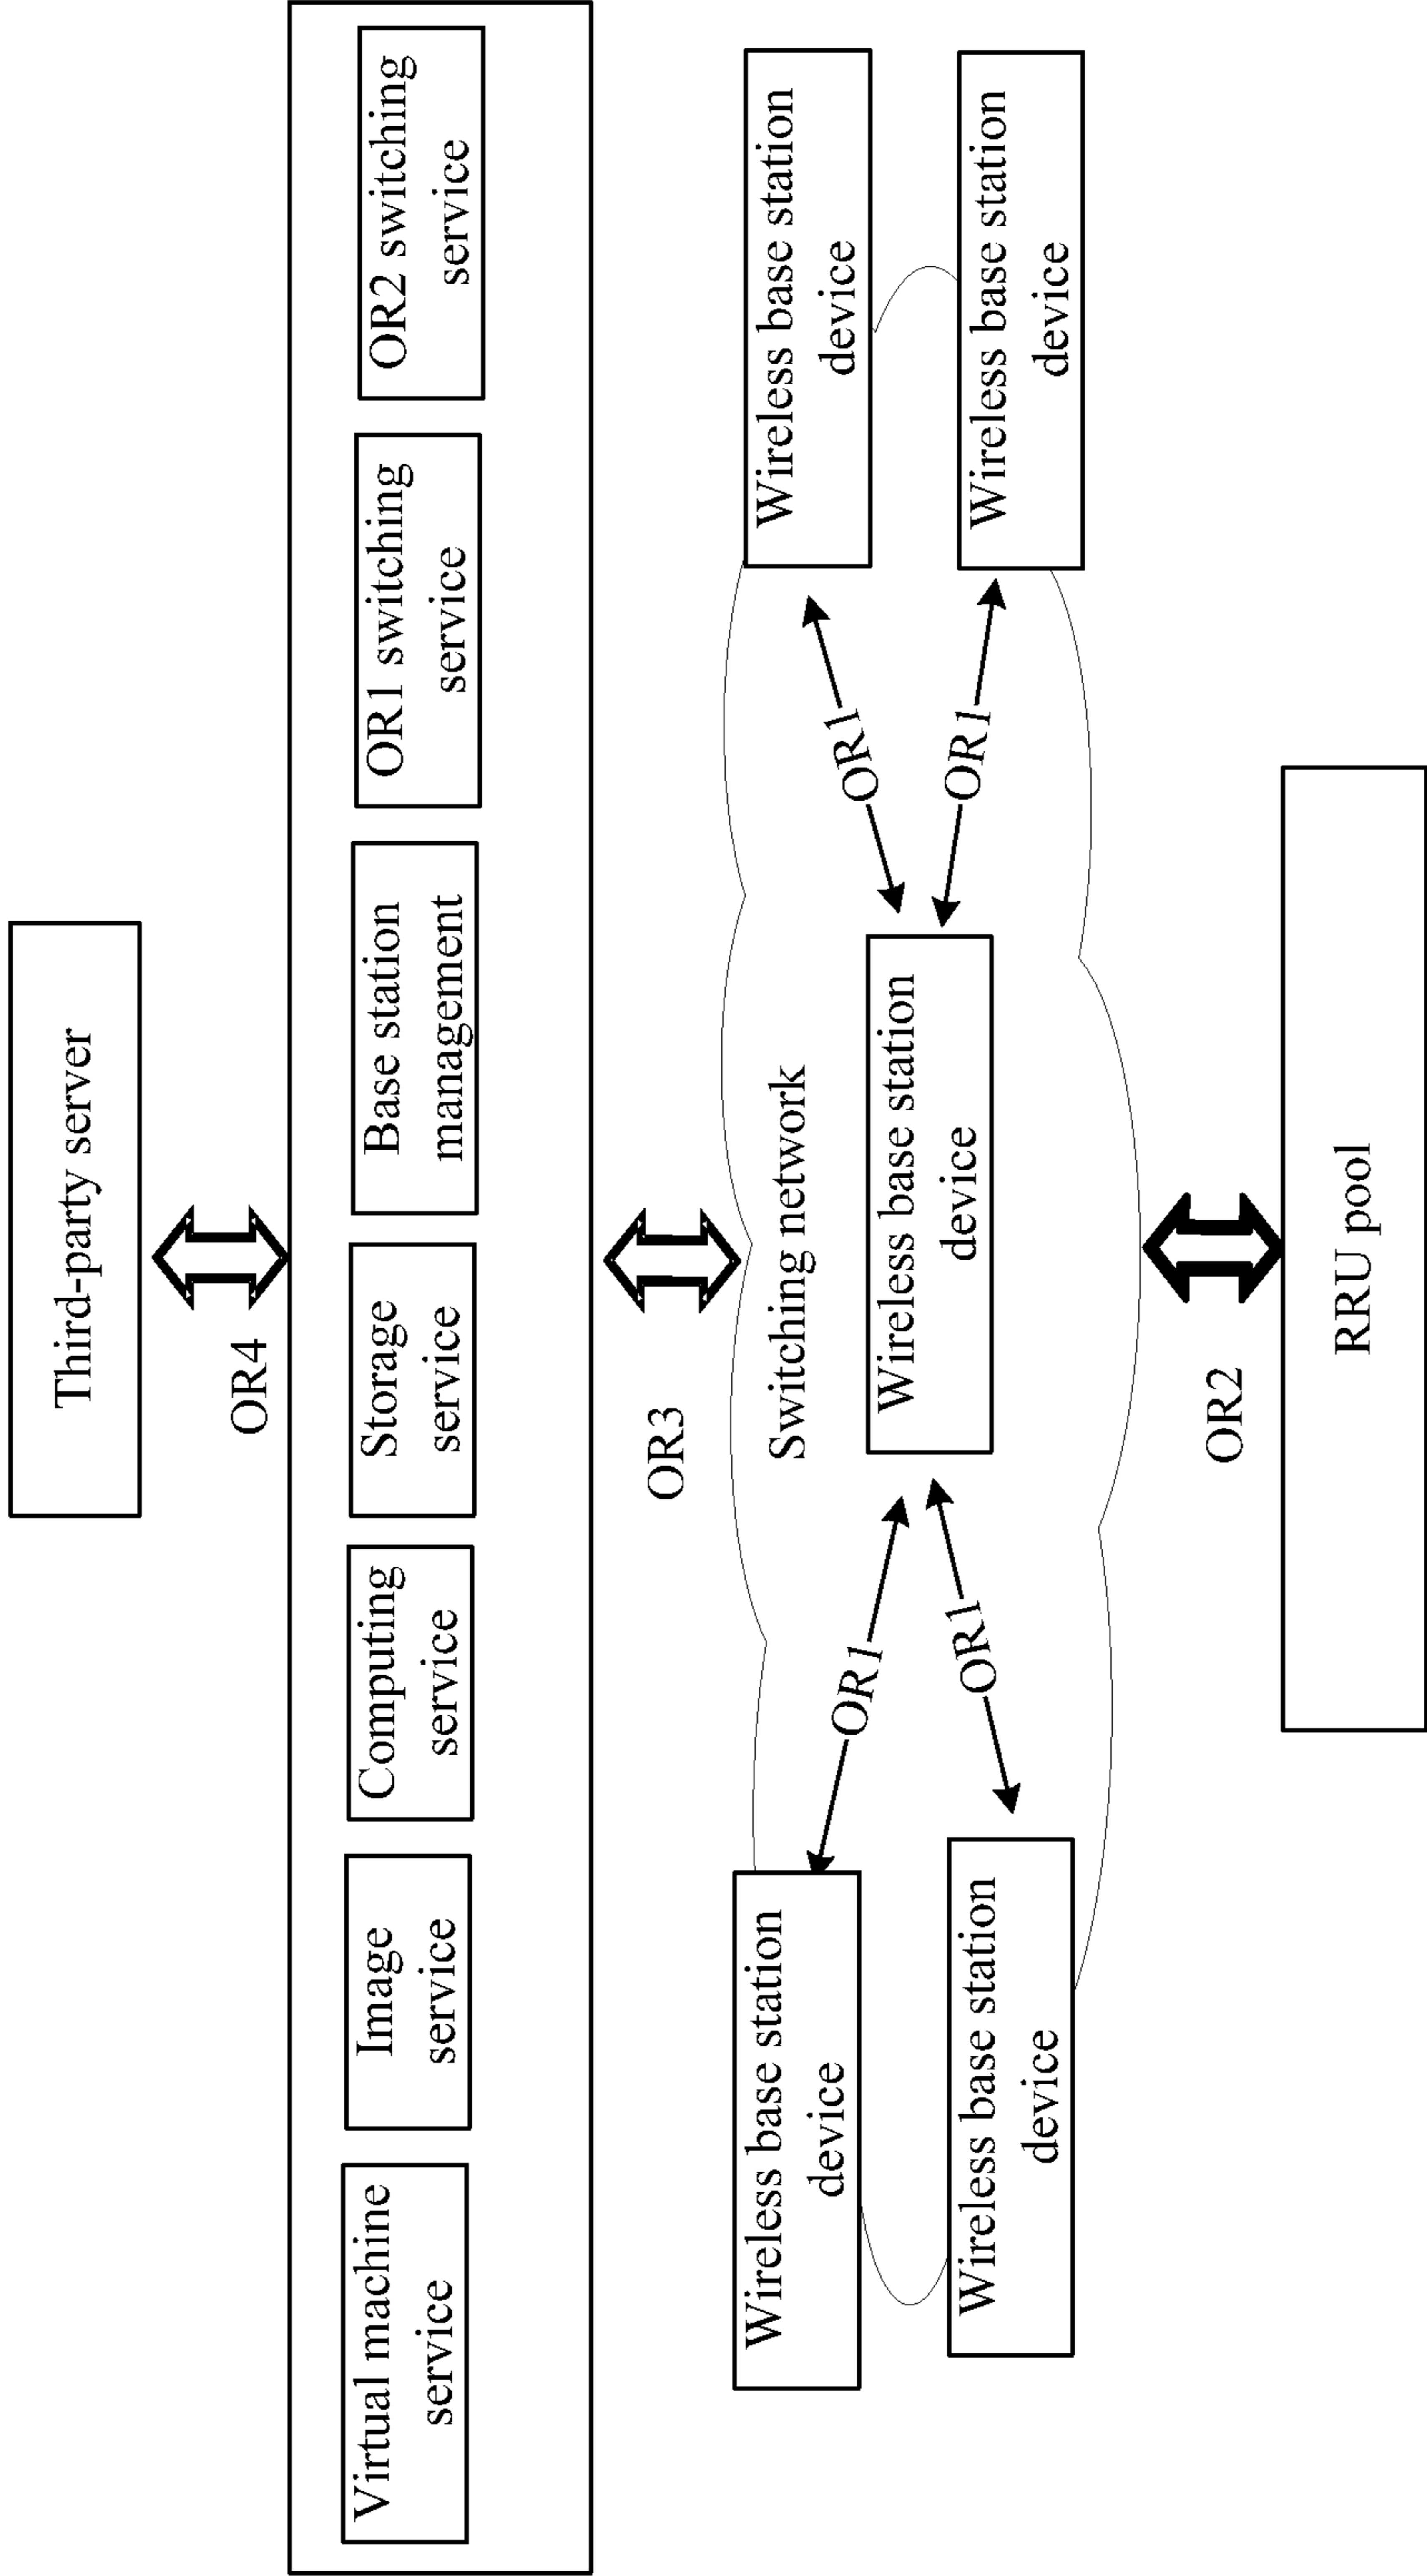 Third-party server
OR4
Virtual machine
service
Image
service
Computing
service
Storage
service
Base station
management
OR1 switching
service
OR2 switching
service
OR3
Switching network
Wireless base station
device
Wireless base station
device
Wireless base station
device
Wireless base station
device
Wireless base station
device
OR1
OR1
OR1
OR1
OR2
RRU pool